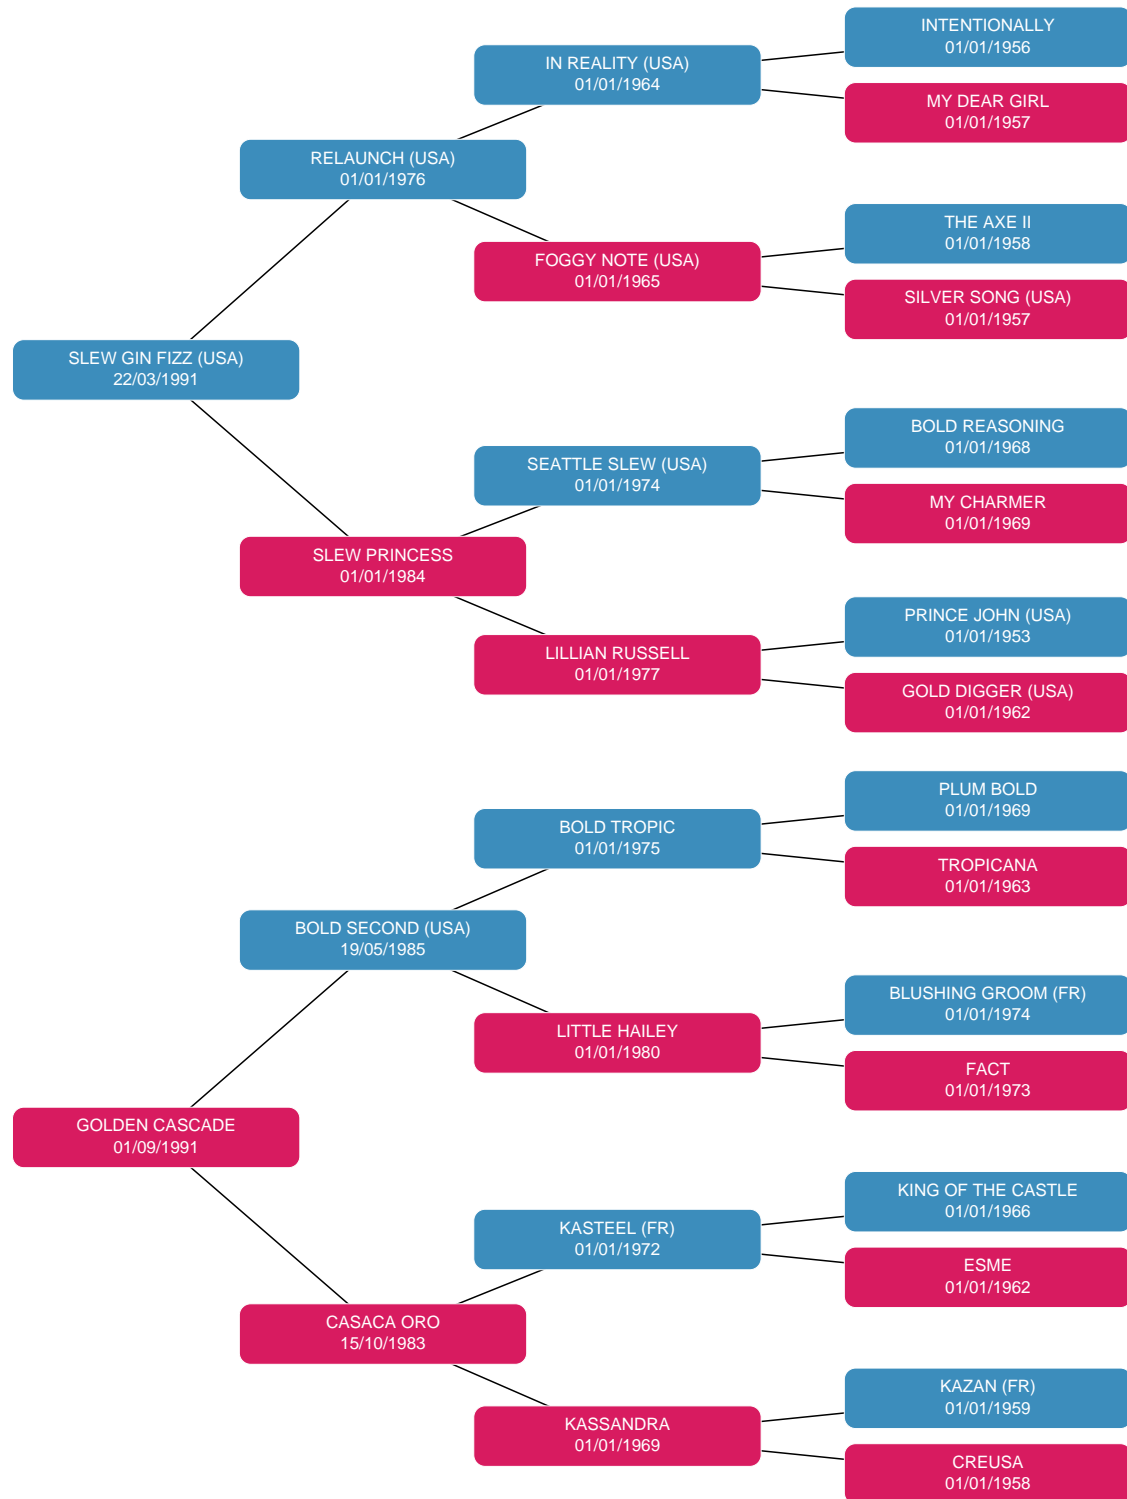 INTENTIONALLY
01/01/1956
IN REALITY (USA)
01/01/1964
MY DEAR GIRL
01/01/1957
RELAUNCH (USA)
01/01/1976
THE AXE II
01/01/1958
FOGGY NOTE (USA)
01/01/1965
SILVER SONG (USA)
01/01/1957
SLEW GIN FIZZ (USA)
22/03/1991
BOLD REASONING
01/01/1968
SEATTLE SLEW (USA)
01/01/1974
MY CHARMER
01/01/1969
SLEW PRINCESS
01/01/1984
PRINCE JOHN (USA)
01/01/1953
LILLIAN RUSSELL
01/01/1977
GOLD DIGGER (USA)
01/01/1962
PLUM BOLD
01/01/1969
BOLD TROPIC
01/01/1975
TROPICANA
01/01/1963
BOLD SECOND (USA)
19/05/1985
BLUSHING GROOM (FR)
01/01/1974
LITTLE HAILEY
01/01/1980
FACT
01/01/1973
GOLDEN CASCADE
01/09/1991
KING OF THE CASTLE
01/01/1966
KASTEEL (FR)
01/01/1972
ESME
01/01/1962
CASACA ORO
15/10/1983
KAZAN (FR)
01/01/1959
KASSANDRA
01/01/1969
CREUSA
01/01/1958